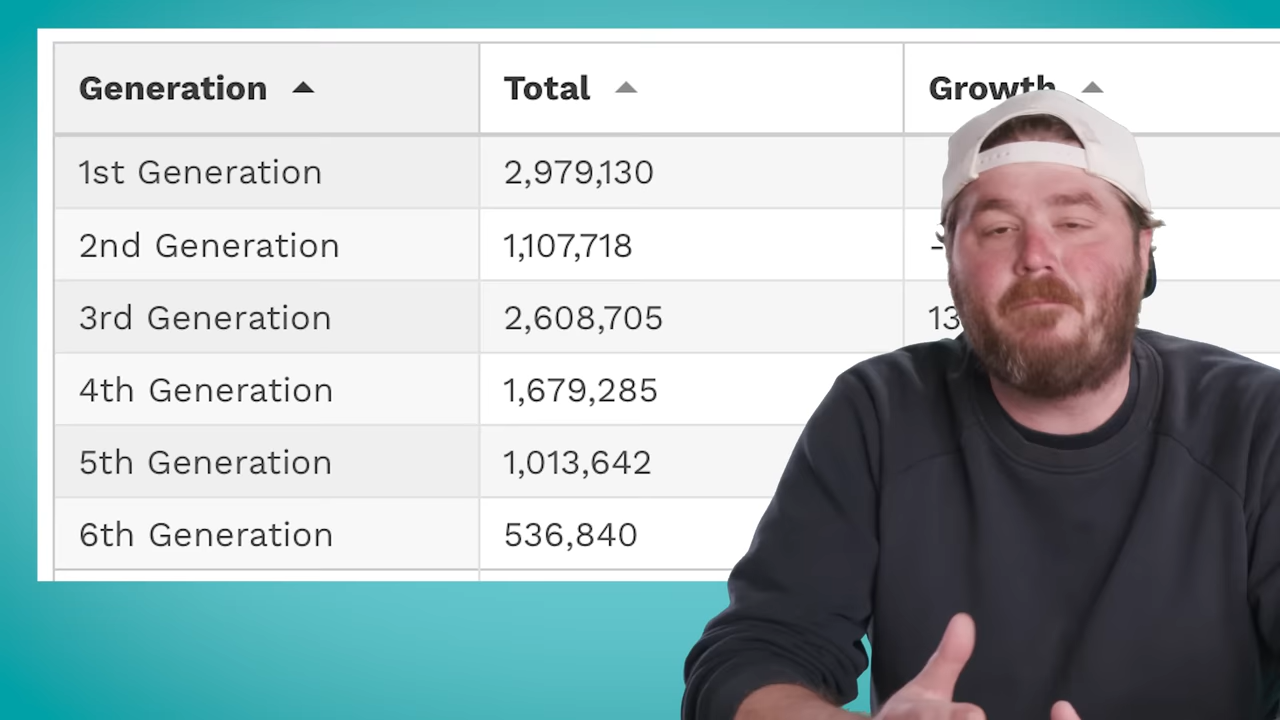 Generation Total Growth
1st Generation 2,979,130
2nd Generation 1,107,718 -
3rd Generation 2,608,705 13
4th Generation 1,679,285
5th Generation 1,013,642
6th Generation 536,840